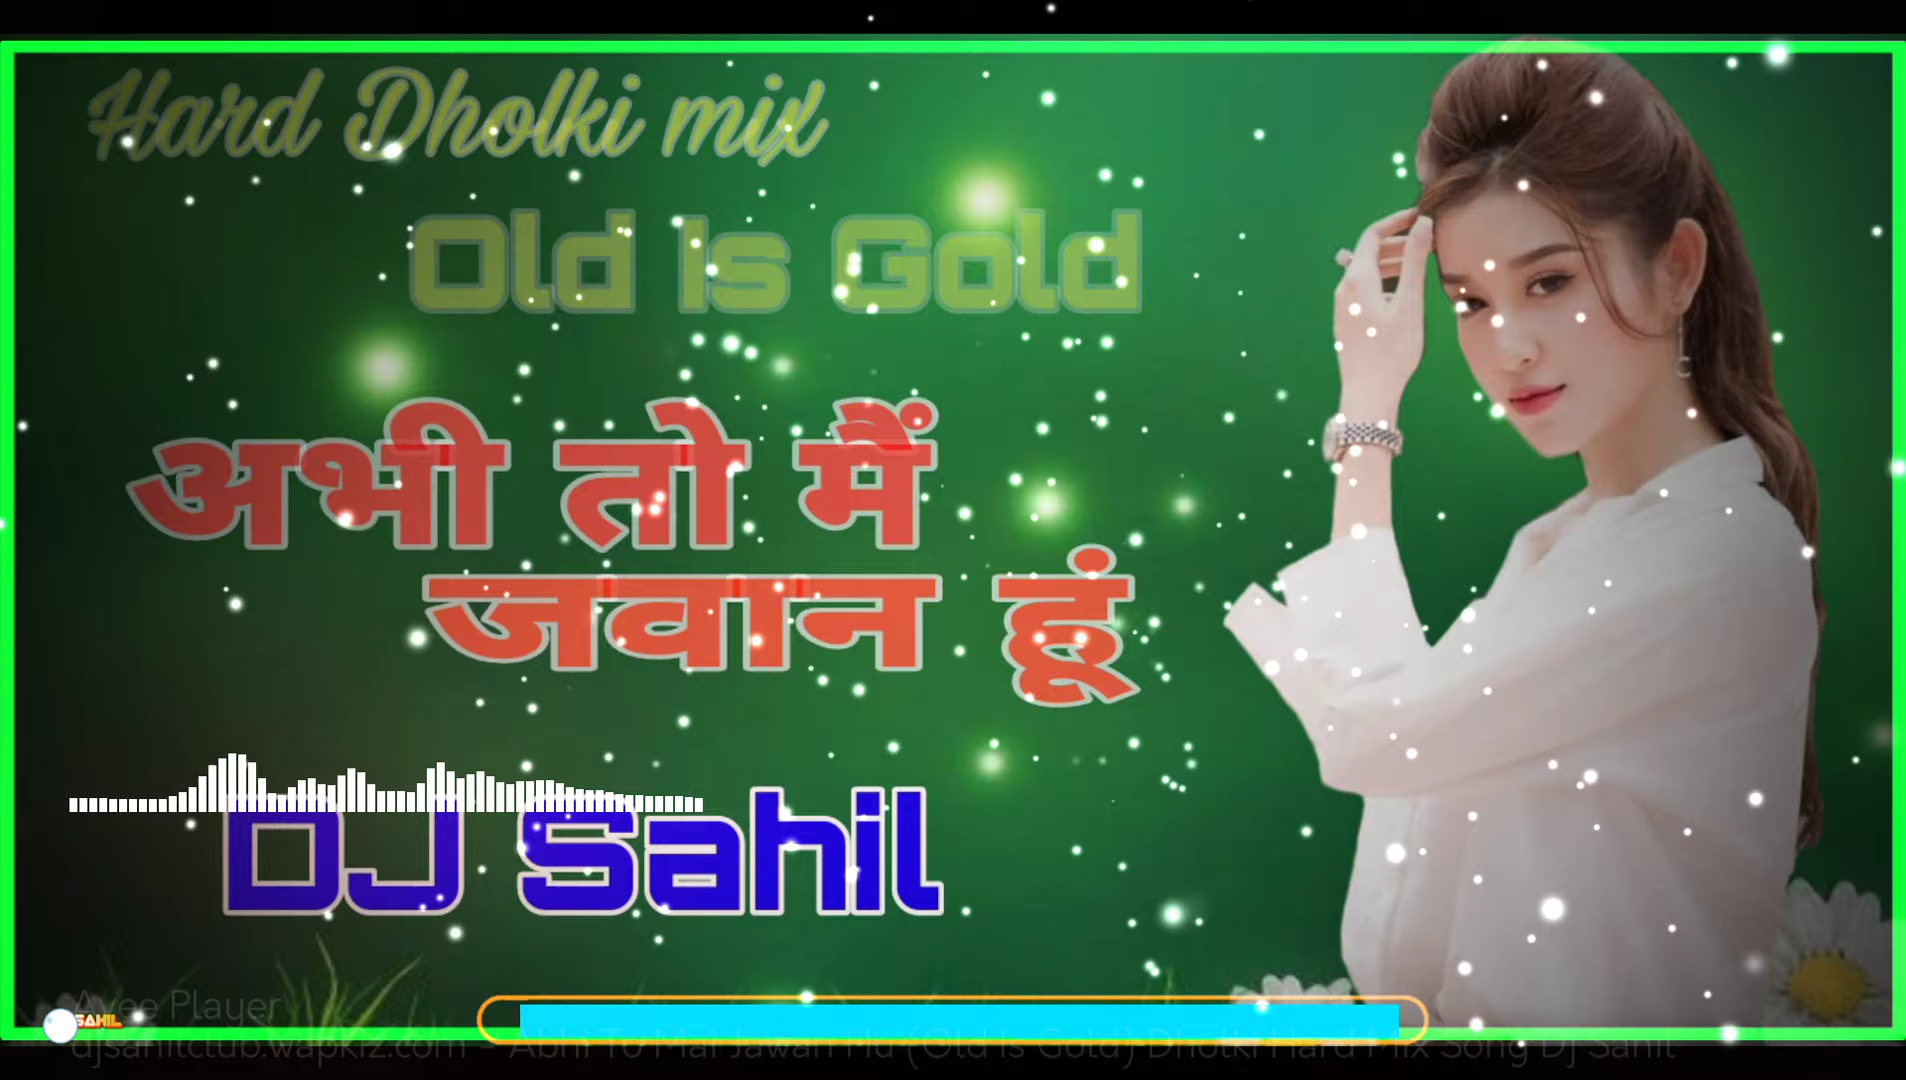 Hard Dholki mix
Old Is Gold
अभी तो मैं
जवान हूं
DJ Sahil
Avee Player
SAHIL
djsahilclub.wapkiz.com - Abhi To Mai Jawan Hu (Old Is Gold) Dholki Hard Mix Song Dj Sahil